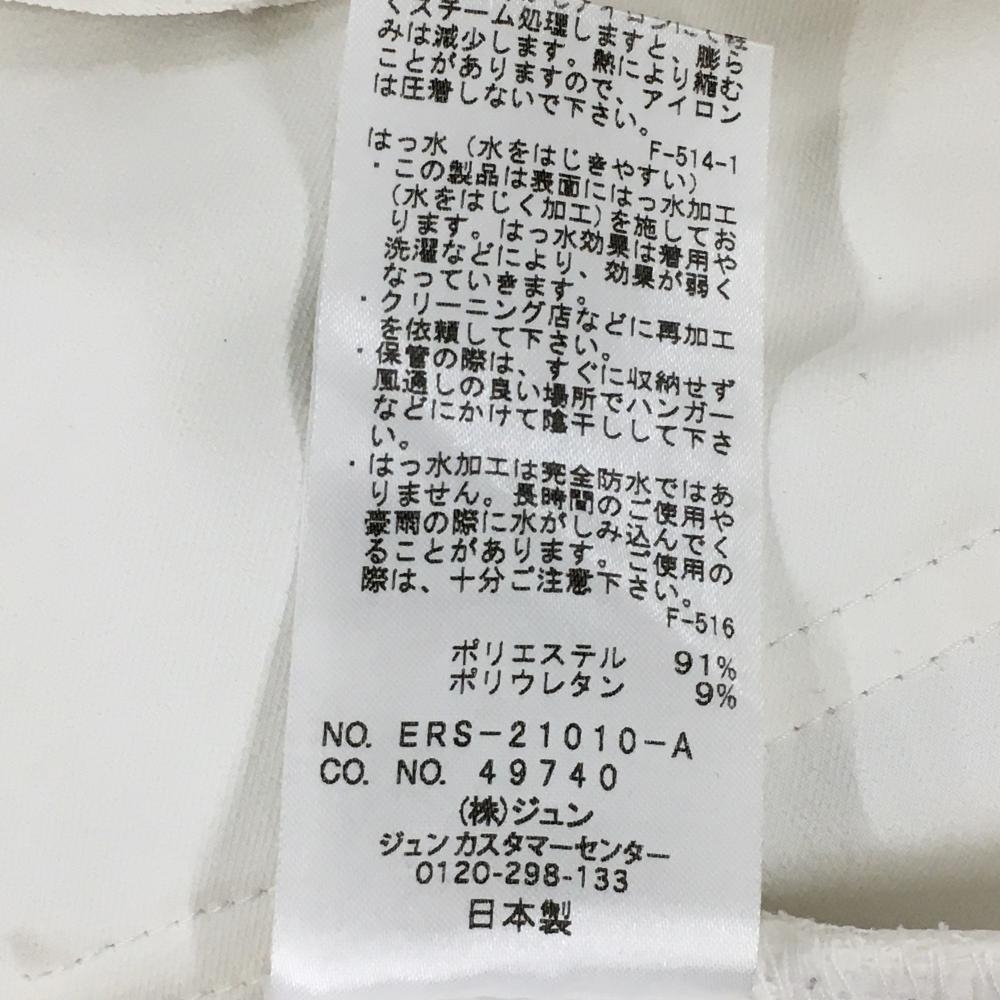 くスチーム処理しますと、膨らむ
みは減少します。熱により縮む
ことがありますので、アイロン
は圧着しないで下さい。
F-514-1
はっ水（水をはじきやすい）
・この製品は表面にはっ水加工
（水をはじく加工）を施してお
ります。はっ水効果は着用や
洗濯などにより、効果が弱く
なっていきます。
・クリーニング店などに再加工
を依頼して下さい。
・保管の際は、すぐに収納せず
風通しの良い場所でハンガー
などにかけて陰干しして下さ
い。
・はっ水加工は完全防水ではあ
りません。長時間のご使用や
豪雨の際に水がしみ込んでく
ることがあります。ご使用の
際は、十分ご注意下さい。
F-516
ポリエステル 91%
ポリウレタン 9%
NO. ERS-21010-A
CO. NO. 49740
(株)ジュン
ジュンカスタマーセンター
0120-298-133
日本製